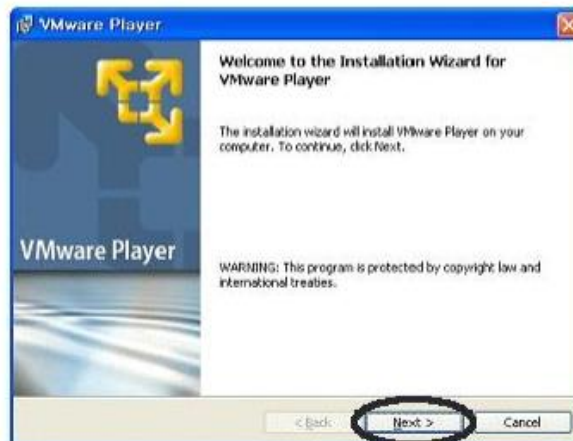 VMware Player
Welcome to the Installation Wizard for
VMware Player
The installation wizard will install VMware Player on your
computer. To continue, click Next.
VMware Player
WARNING: This program is protected by copyright law and
international treaties.
< Back
Next >
Cancel